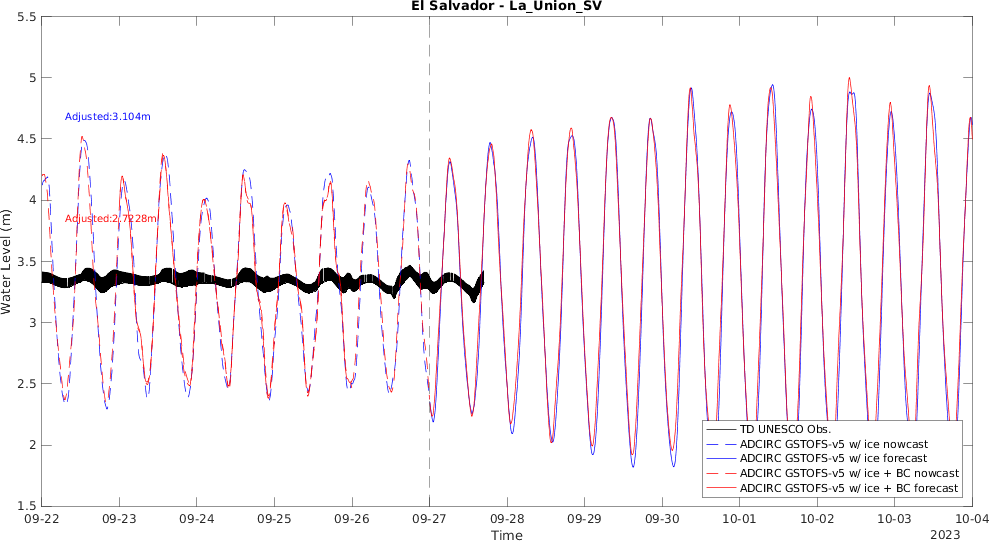 El Salvador - La_Union_SV
5.5
5
4.5
4
3.5
3
2.5
2
1.5
Water Level (m)
Adjusted:3.104m
Adjusted:2.7228m
TD UNESCO Obs.
ADCIRC GSTOFS-v5 w/ ice nowcast
ADCIRC GSTOFS-v5 w/ ice forecast
ADCIRC GSTOFS-v5 w/ ice + BC nowcast
ADCIRC GSTOFS-v5 w/ ice + BC forecast
09-22 09-23 09-24 09-25 09-26 09-27 09-28 09-29 09-30 10-01 10-02 10-03 10-04
Time
2023